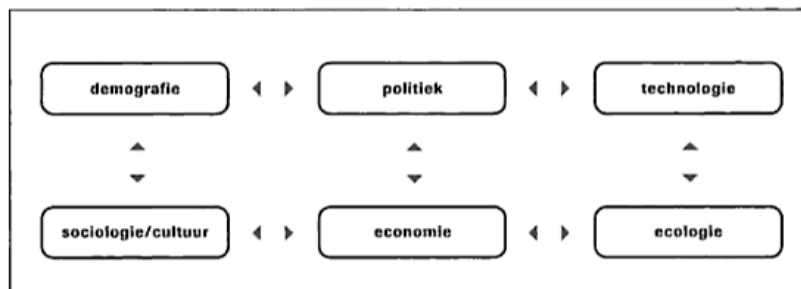 demografie
politiek
technologie
sociologie/cultuur
economie
ecologie